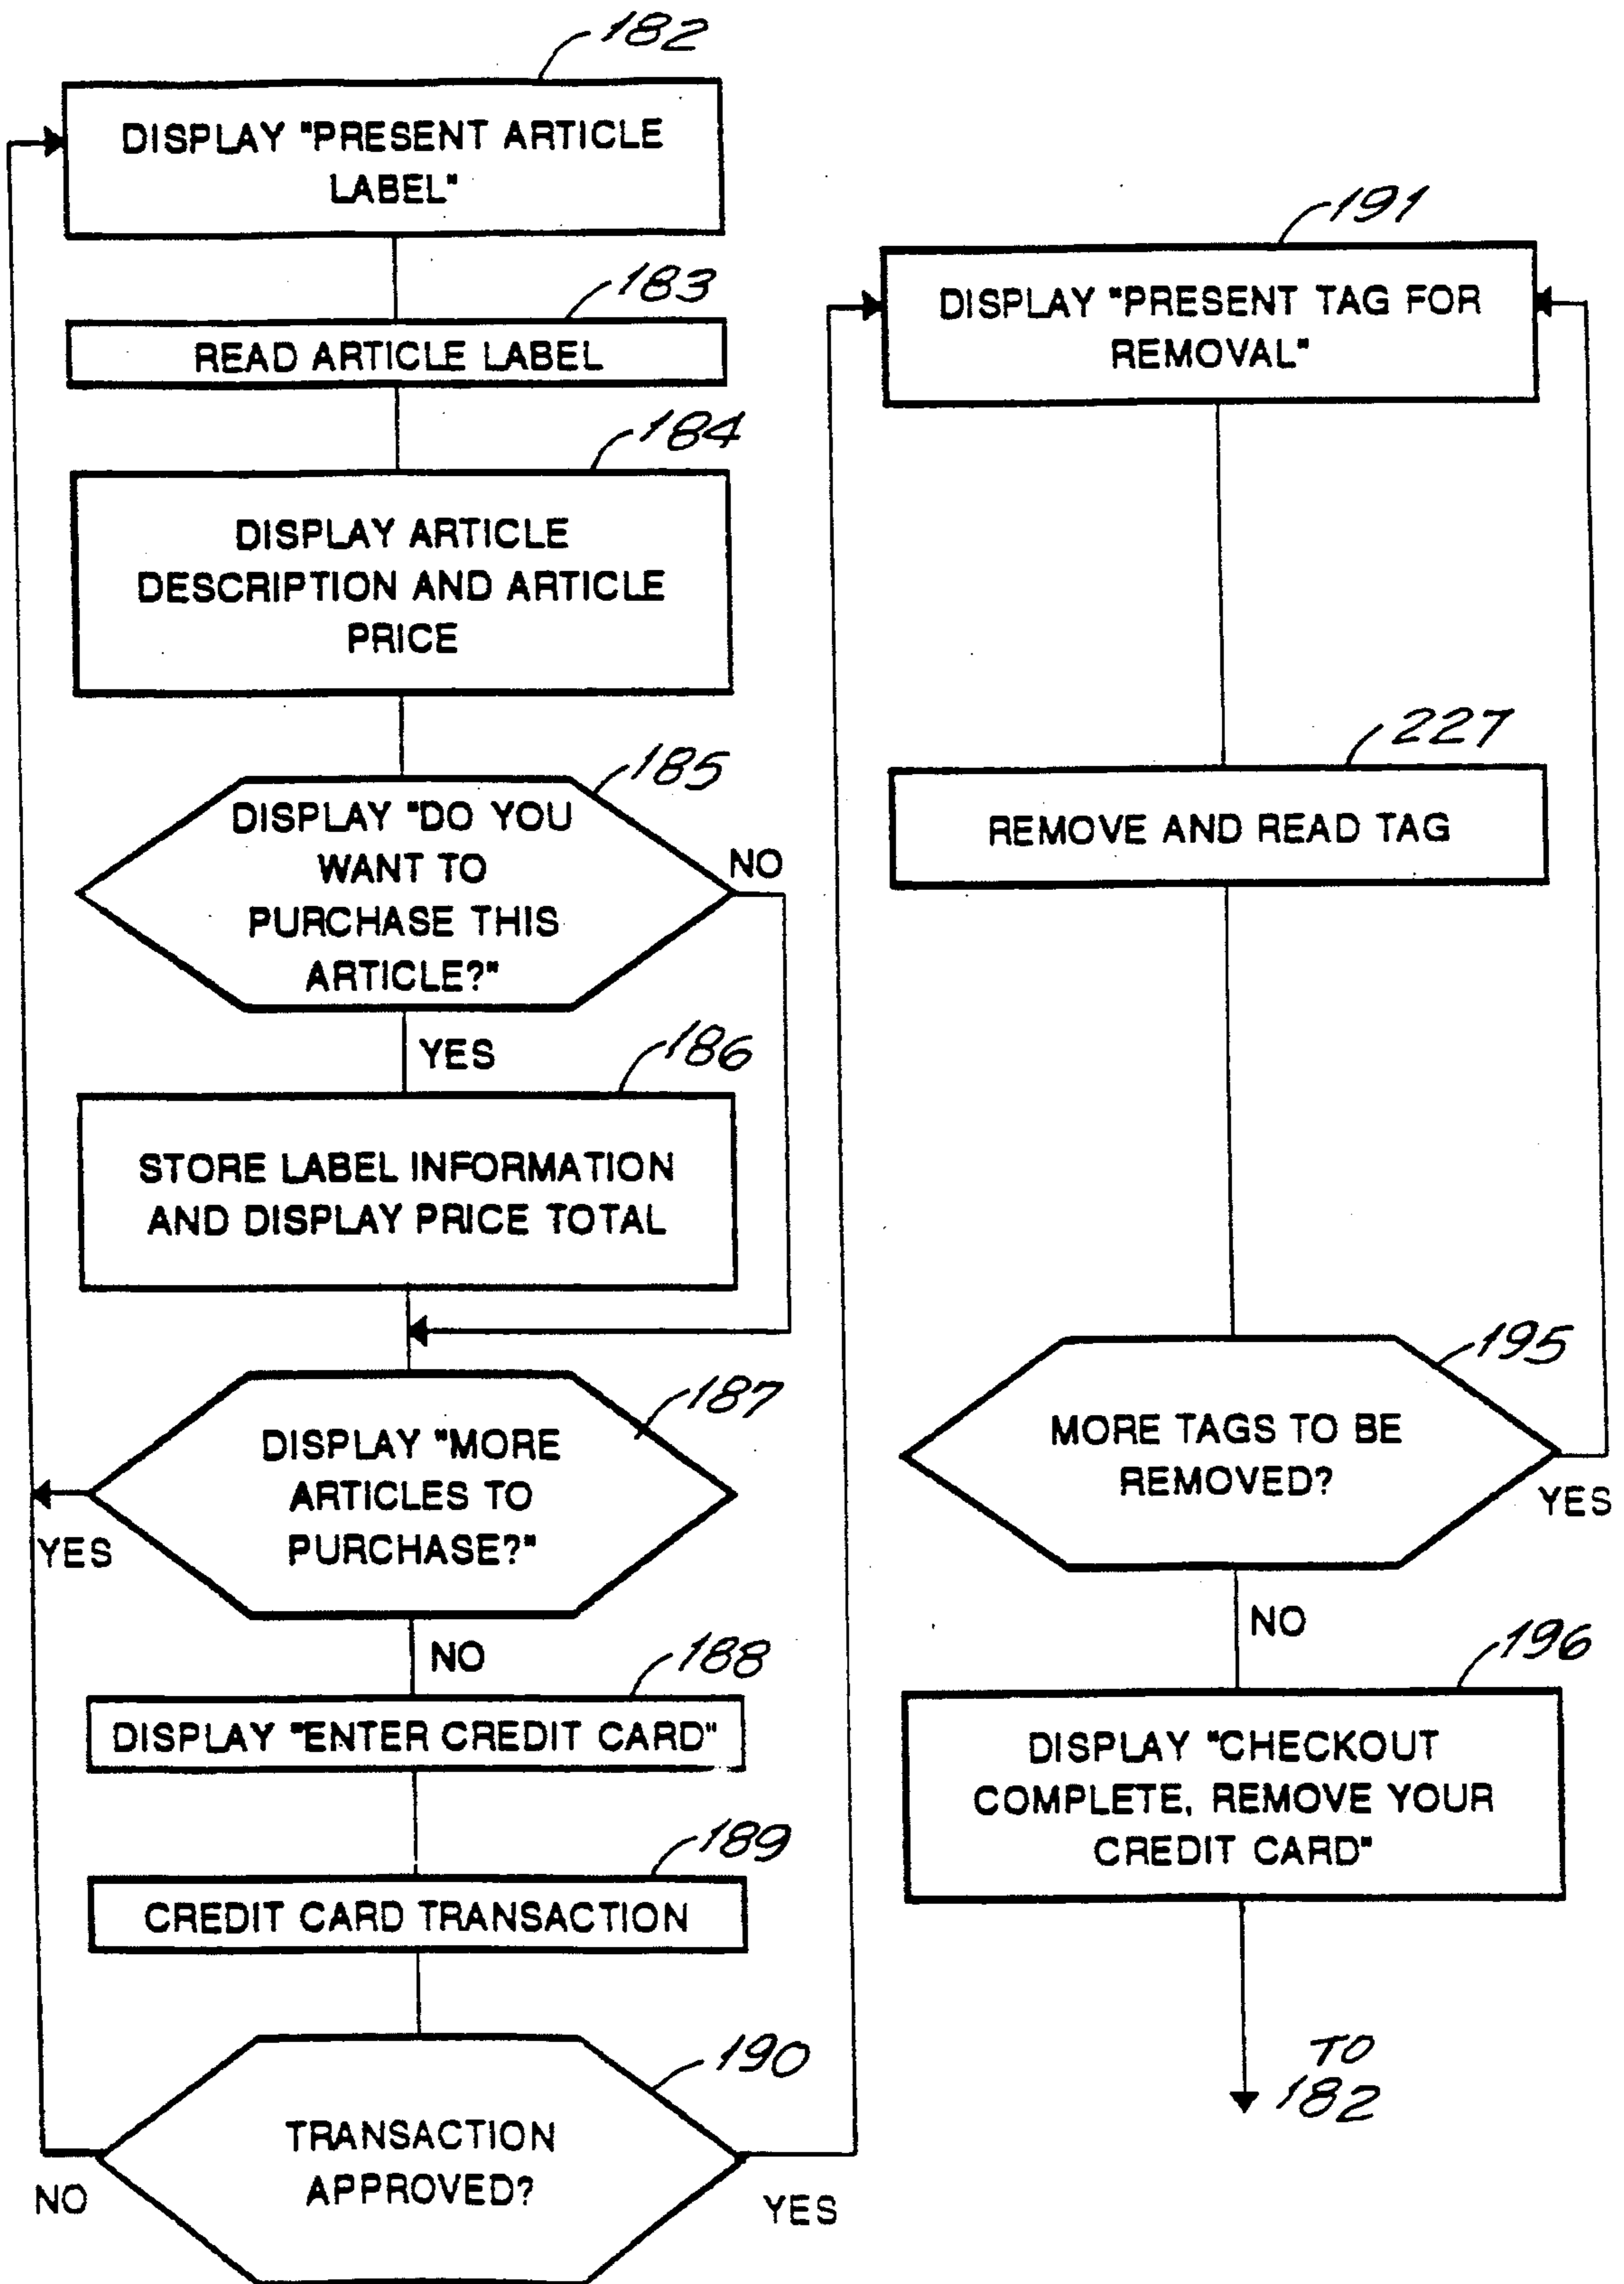 182
DISPLAY "PRESENT ARTICLE
LABEL"
183
READ ARTICLE LABEL
184
DISPLAY ARTICLE
DESCRIPTION AND ARTICLE
PRICE
185
DISPLAY "DO YOU
WANT TO
PURCHASE THIS
ARTICLE?"
NO
YES
186
STORE LABEL INFORMATION
AND DISPLAY PRICE TOTAL
187
DISPLAY "MORE
ARTICLES TO
PURCHASE?"
YES
NO
188
DISPLAY "ENTER CREDIT CARD"
189
CREDIT CARD TRANSACTION
190
TRANSACTION
APPROVED?
NO
YES
191
DISPLAY "PRESENT TAG FOR
REMOVAL"
227
REMOVE AND READ TAG
195
MORE TAGS TO BE
REMOVED?
YES
NO
196
DISPLAY "CHECKOUT
COMPLETE, REMOVE YOUR
CREDIT CARD"
TO
182